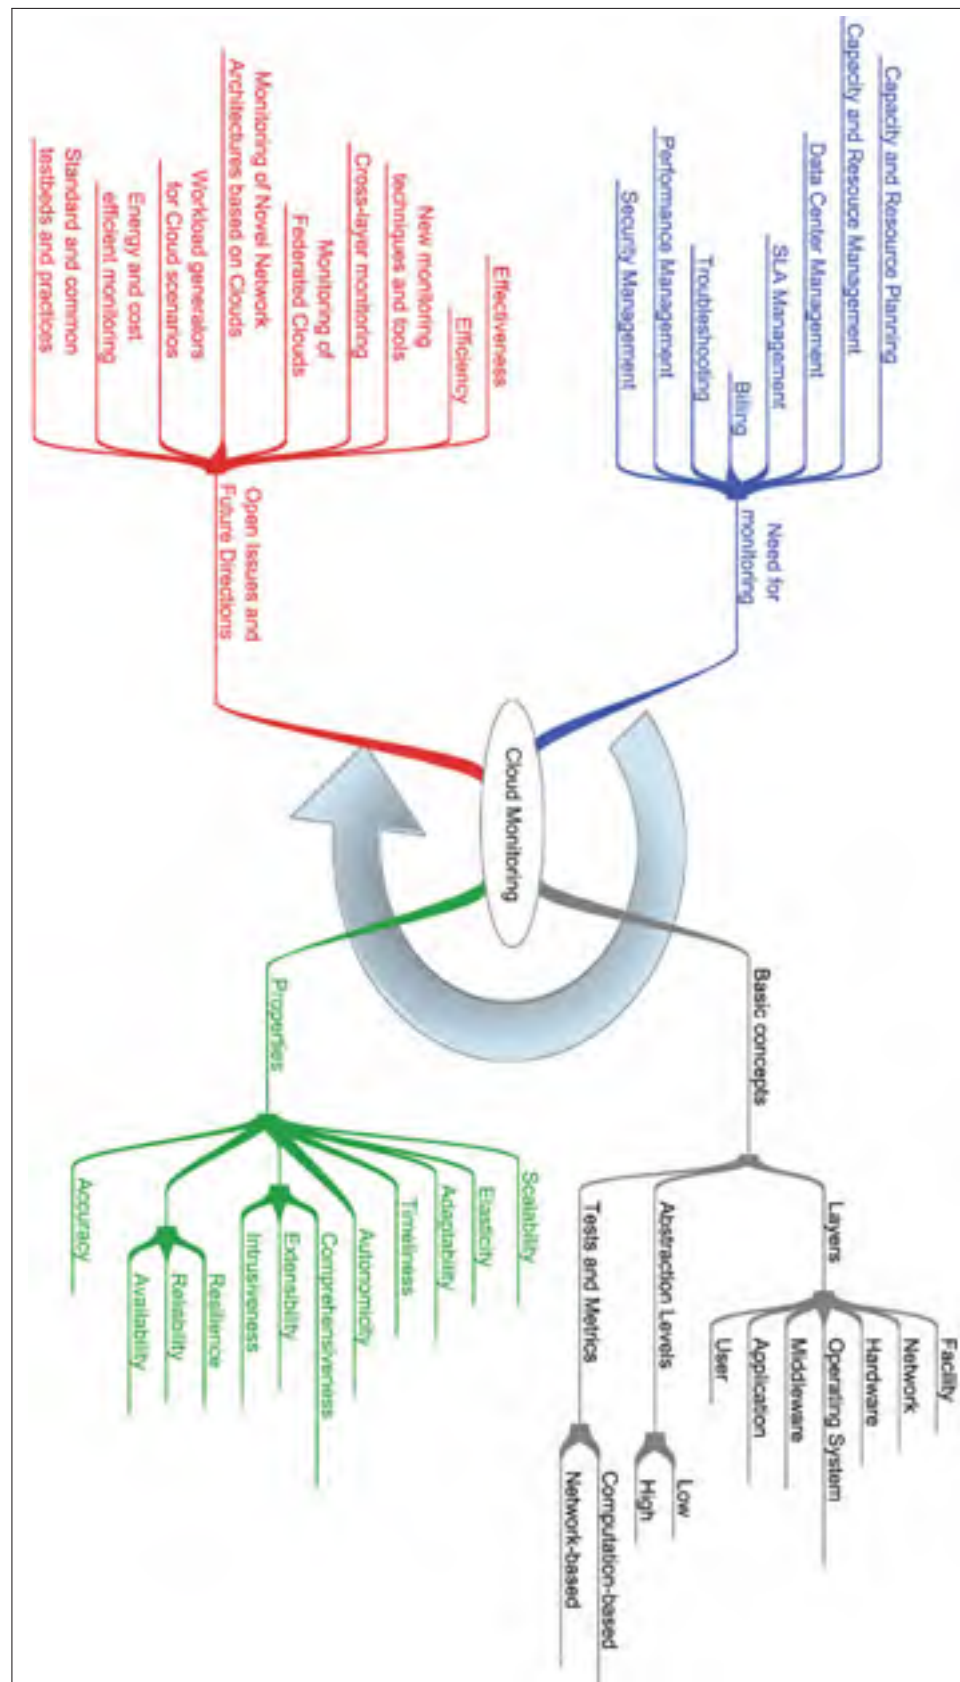 Capacity and Resource Planning
Capacity and Resouce Management
Data Center Management
SLA Management
Billing
Troubleshooting
Performance Management
Security Management
Need for
monitoring
Effectiveness
Efficiency
New monitoring
techniques and tools
Cross-layer monitoring
Monitoring of
Federated Clouds
Monitoring of Novel Network
Architectures based on Clouds
Workload generators
for Cloud scenarios
Energy and cost
efficient monitoring
Standard and common
testbeds and practices
Open Issues and
Future Directions
Cloud Monitoring
Basic concepts
Layers
Facility
Network
Hardware
Operating System
Middleware
Application
User
Abstraction Levels
Low
High
Tests and Metrics
Computation-based
Network-based
Properties
Scalability
Elasticity
Adaptability
Timeliness
Autonomicity
Comprehensiveness
Extensibility
Intrusiveness
Resilience
Reliability
Availability
Accuracy